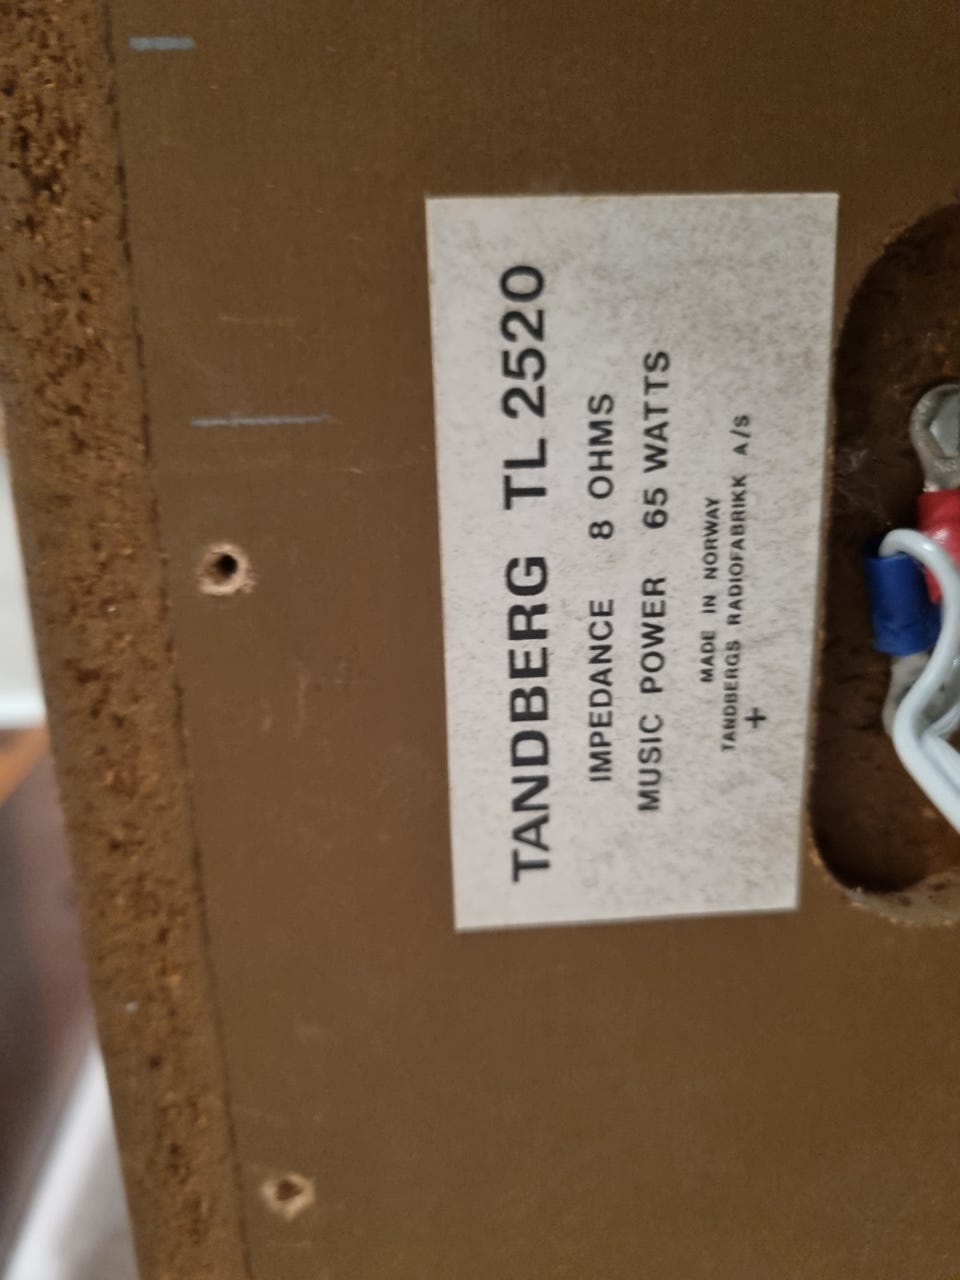 TANDBERG TL 2520
IMPEDANCE 8 OHMS
MUSIC POWER 65 WATTS
MADE IN NORWAY
TANDBERGS RADIOFABRIKK A/S
+